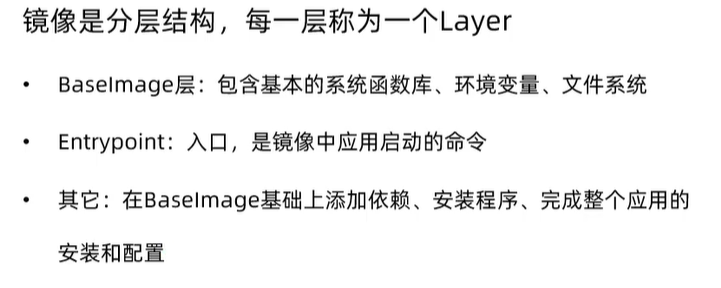 镜像是分层结构，每一层称为一个Layer
• BaseImage层：包含基本的系统函数库、环境变量、文件系统
• Entrypoint：入口，是镜像中应用启动的命令
• 其它：在BaseImage基础上添加依赖、安装程序、完成整个应用的
安装和配置